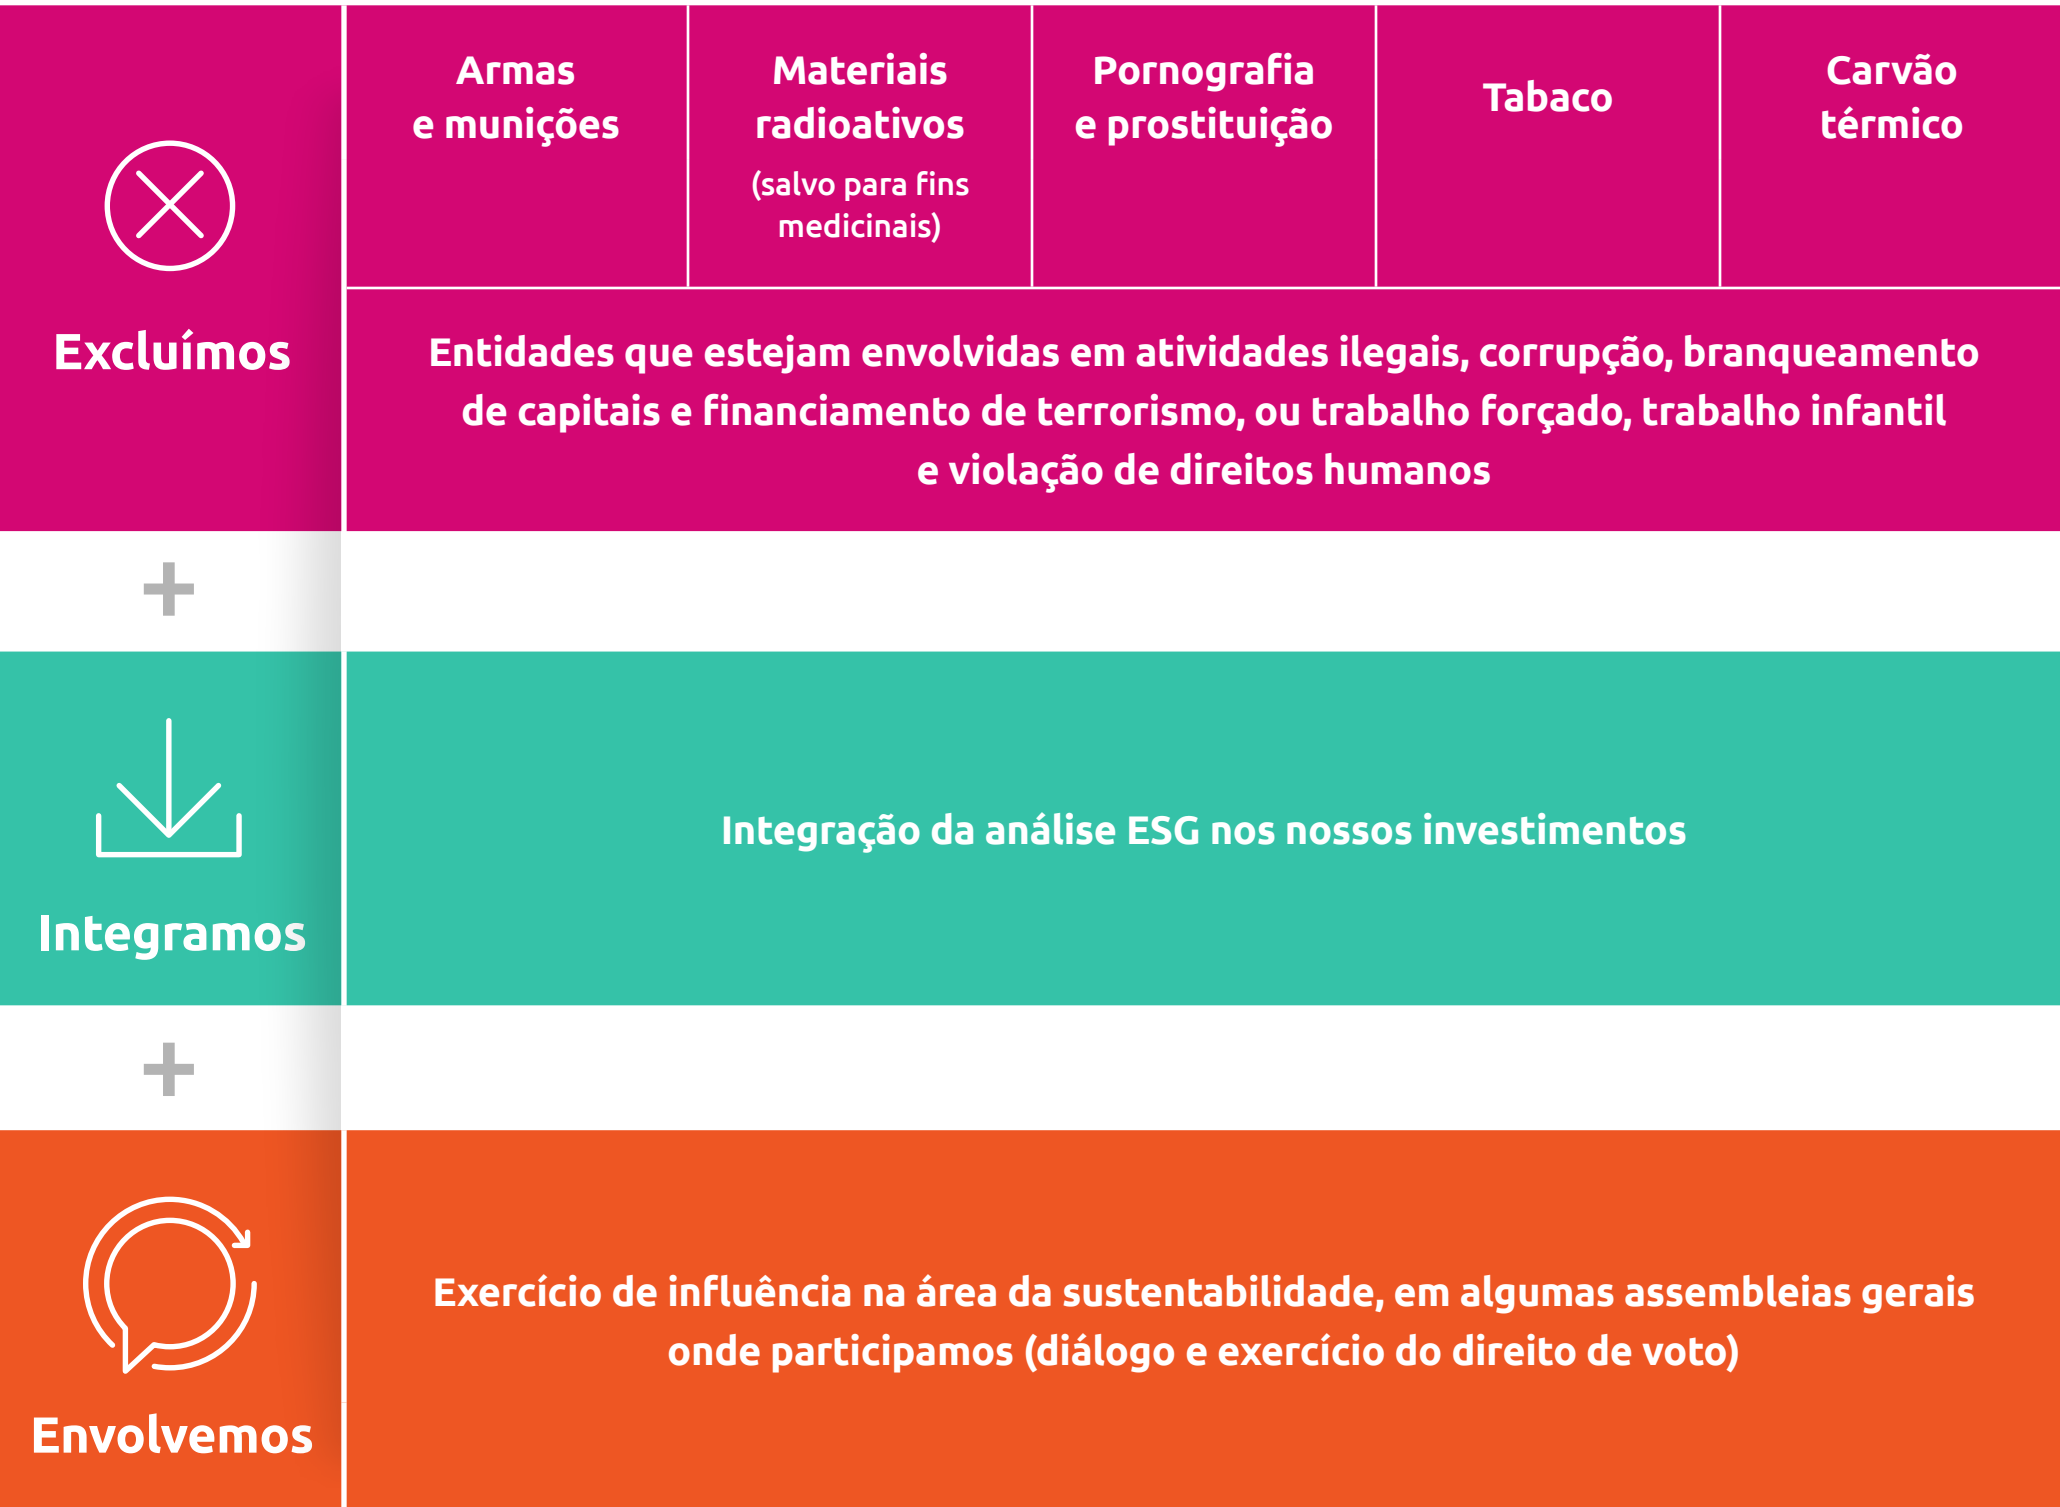 Armas
e munições
Materiais
radioativos
(salvo para fins
medicinais)
Pornografia
e prostituição
Tabaco
Carvão
térmico
Excluímos
Entidades que estejam envolvidas em atividades ilegais, corrupção, branqueamento
de capitais e financiamento de terrorismo, ou trabalho forçado, trabalho infantil
e violação de direitos humanos
+
Integramos
Integração da análise ESG nos nossos investimentos
+
Envolvemos
Exercício de influência na área da sustentabilidade, em algumas assembleias gerais
onde participamos (diálogo e exercício do direito de voto)